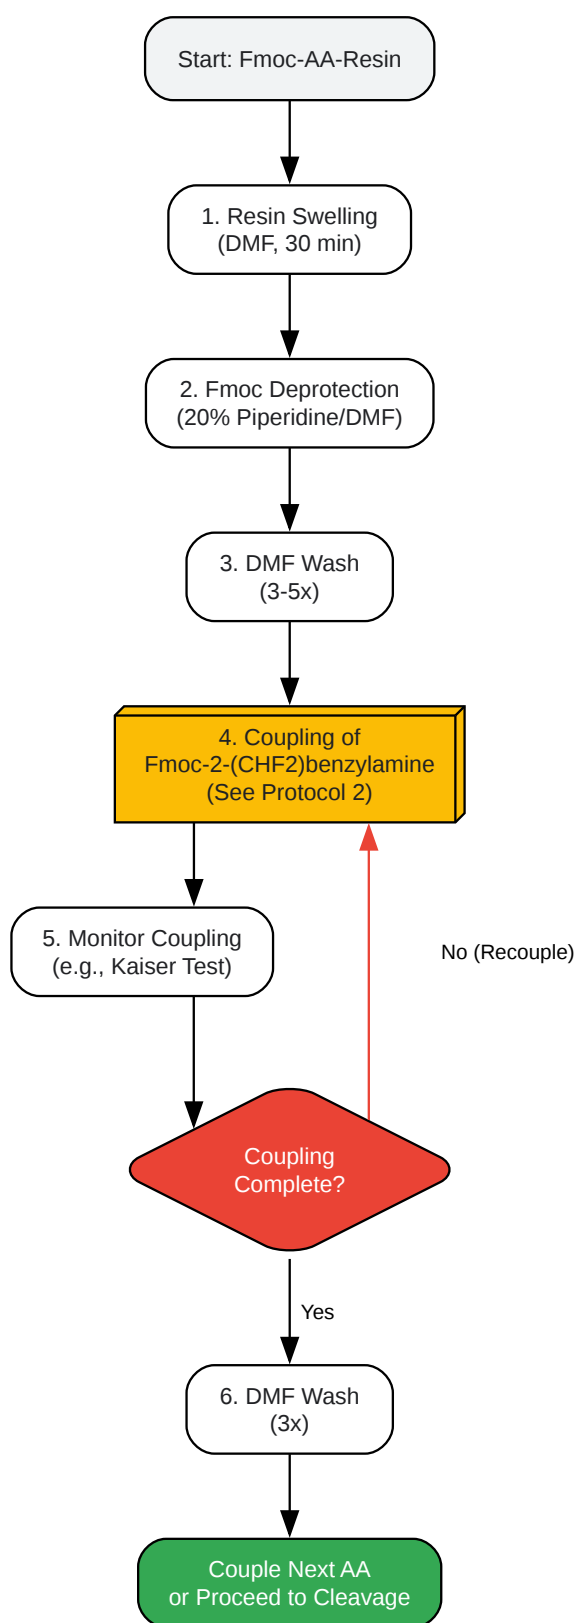 Start: Fmoc-AA-Resin
1. Resin Swelling
(DMF, 30 min)
2. Fmoc Deprotection
(20% Piperidine/DMF)
3. DMF Wash
(3-5x)
4. Coupling of
Fmoc-2-(CHF2)benzylamine
(See Protocol 2)
5. Monitor Coupling
(e.g., Kaiser Test)
No (Recouple)
Coupling
Complete?
Yes
6. DMF Wash
(3x)
Couple Next AA
or Proceed to Cleavage